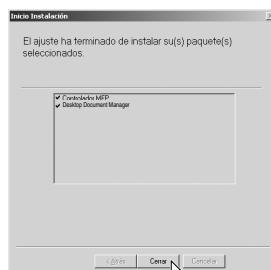 Inicio Instalación
El ajuste ha terminado de instalar su(s) paquete(s)
seleccionados.
Controlador MFP
Desktop Document Manager
< Atrás
Cerrar
Cancelar